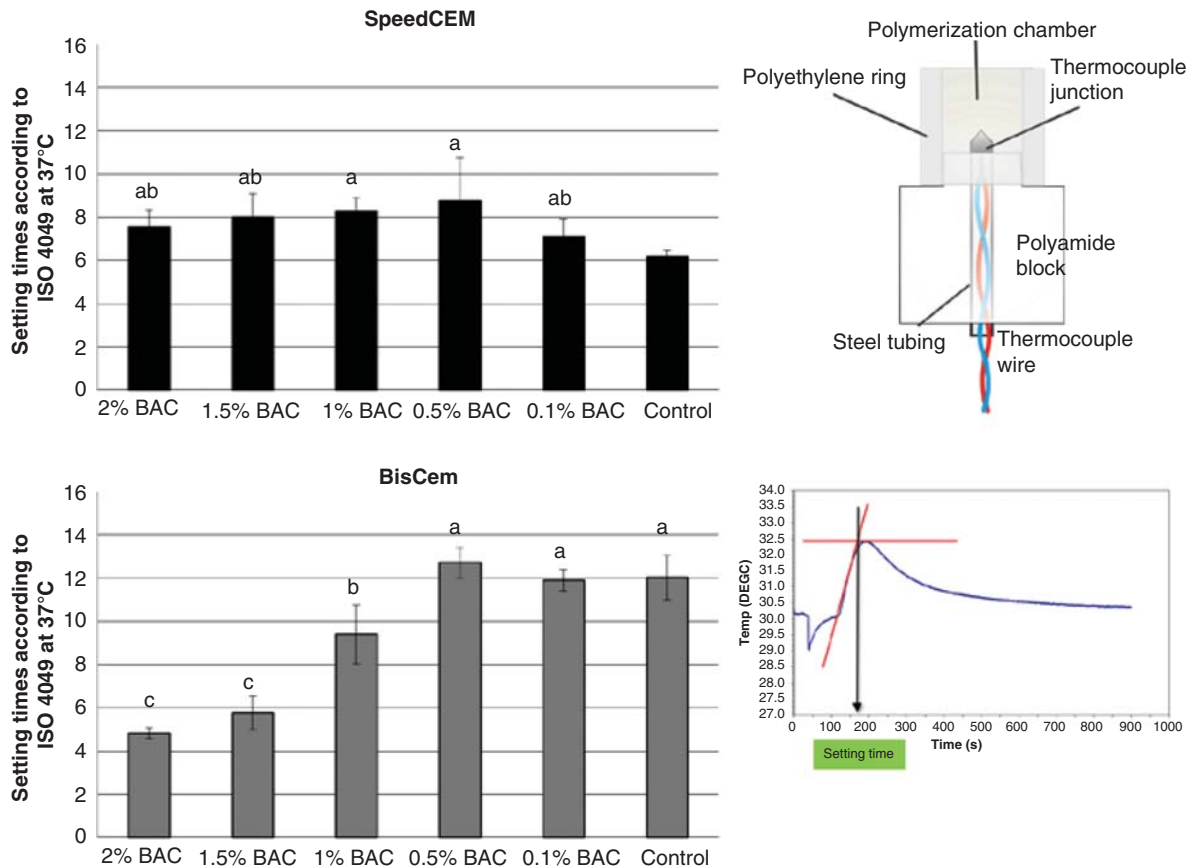 SpeedCEM
Setting times according to
ISO 4049 at 37°C
16
14
12
10
8
6
4
2
0
ab
ab
a
a
ab
2% BAC
1.5% BAC
1% BAC
0.5% BAC
0.1% BAC
Control
Polymerization chamber
Polyethylene ring
Thermocouple
junction
Polyamide
block
Steel tubing
Thermocouple
wire
BisCem
Setting times according to
ISO 4049 at 37°C
16
14
12
10
8
6
4
2
0
c
c
b
a
a
a
2% BAC
1.5% BAC
1% BAC
0.5% BAC
0.1% BAC
Control
Temp (DEGC)
34.0
33.5
33.0
32.5
32.0
31.5
31.0
30.5
30.0
29.5
29.0
28.5
28.0
27.5
27.0
0
100
200
300
400
500
600
700
800
900
1000
Time (s)
Setting time